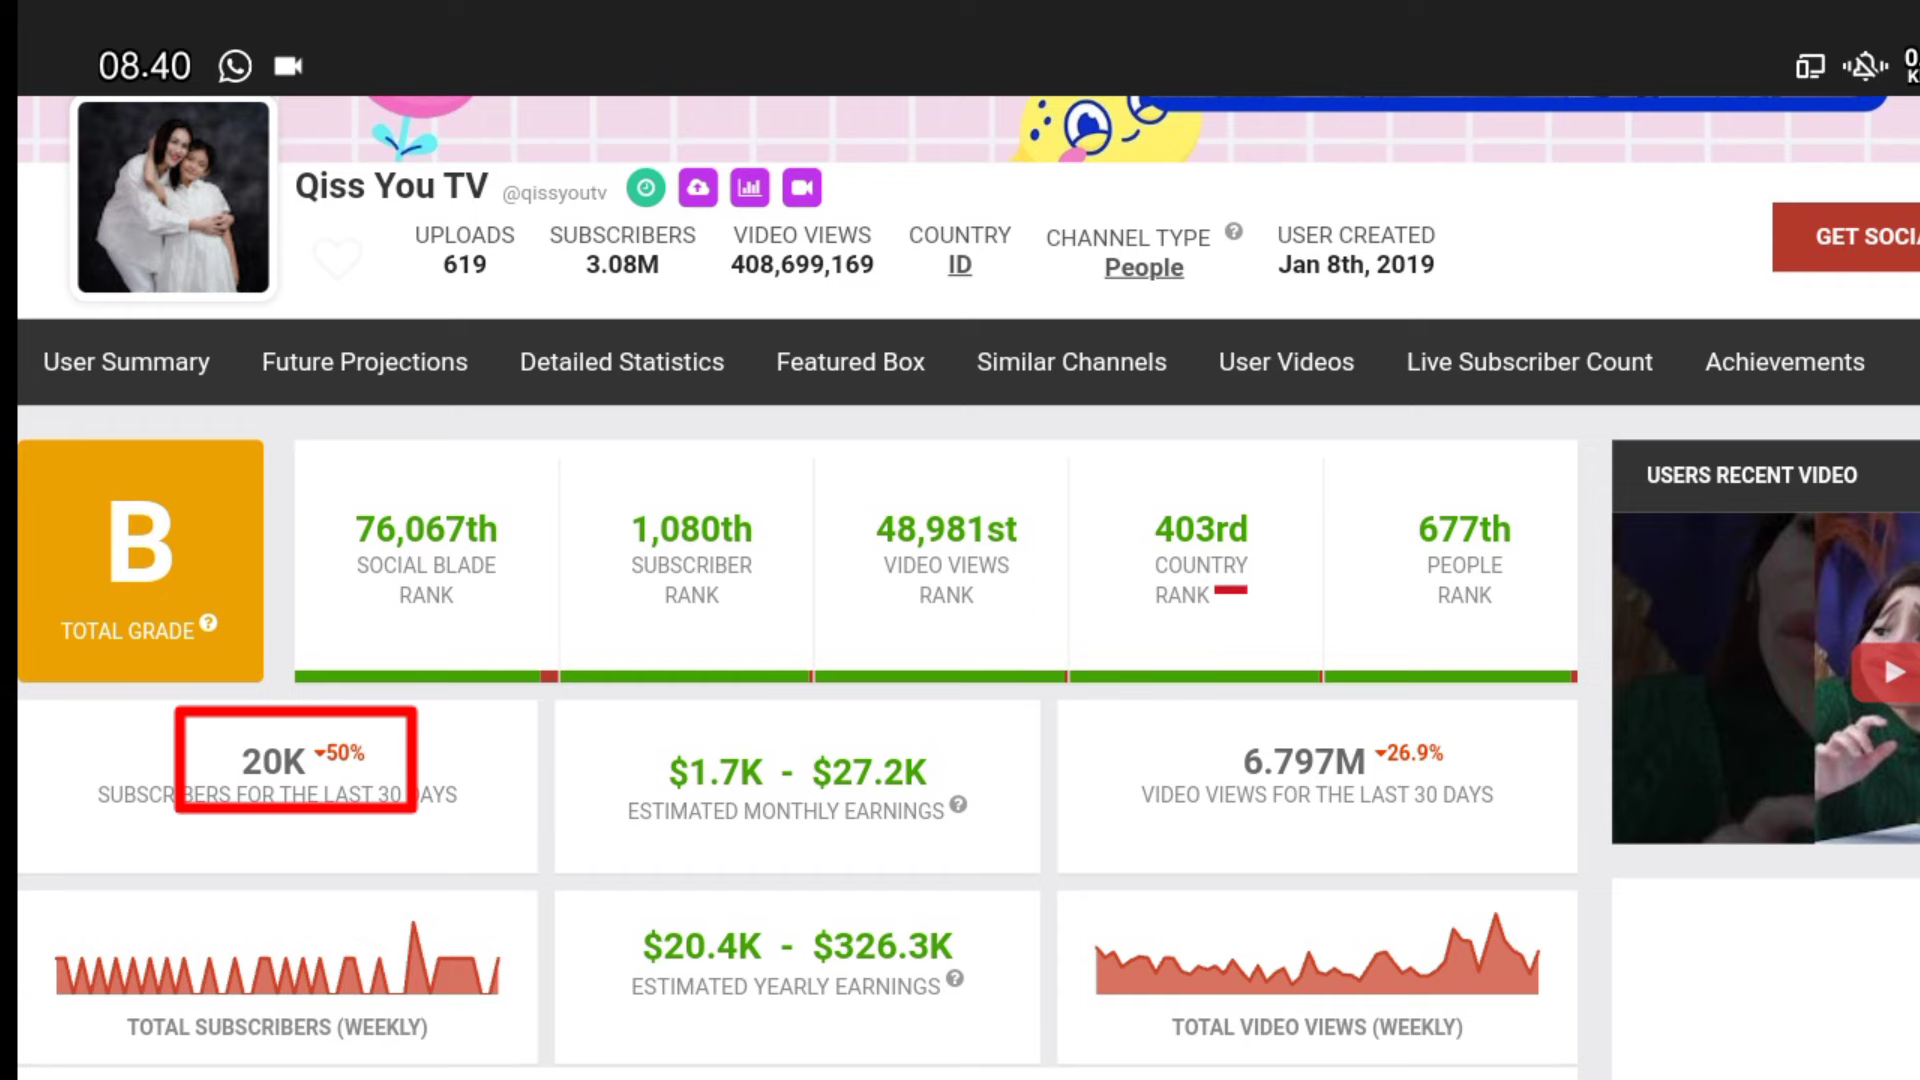 08.40
Qiss You TV @qissyoutv
UPLOADS
619
SUBSCRIBERS
3.08M
VIDEO VIEWS
408,699,169
COUNTRY
ID
CHANNEL TYPE ?
People
USER CREATED
Jan 8th, 2019
GET SOCIA
User Summary
Future Projections
Detailed Statistics
Featured Box
Similar Channels
User Videos
Live Subscriber Count
Achievements
B
TOTAL GRADE ?
76,067th
SOCIAL BLADE
RANK
1,080th
SUBSCRIBER
RANK
48,981st
VIDEO VIEWS
RANK
403rd
COUNTRY
RANK
677th
PEOPLE
RANK
USERS RECENT VIDEO
20K 50%
SUBSCRIBERS FOR THE LAST 30 DAYS
$1.7K - $27.2K
ESTIMATED MONTHLY EARNINGS ?
6.797M 26.9%
VIDEO VIEWS FOR THE LAST 30 DAYS
TOTAL SUBSCRIBERS (WEEKLY)
$20.4K - $326.3K
ESTIMATED YEARLY EARNINGS ?
TOTAL VIDEO VIEWS (WEEKLY)